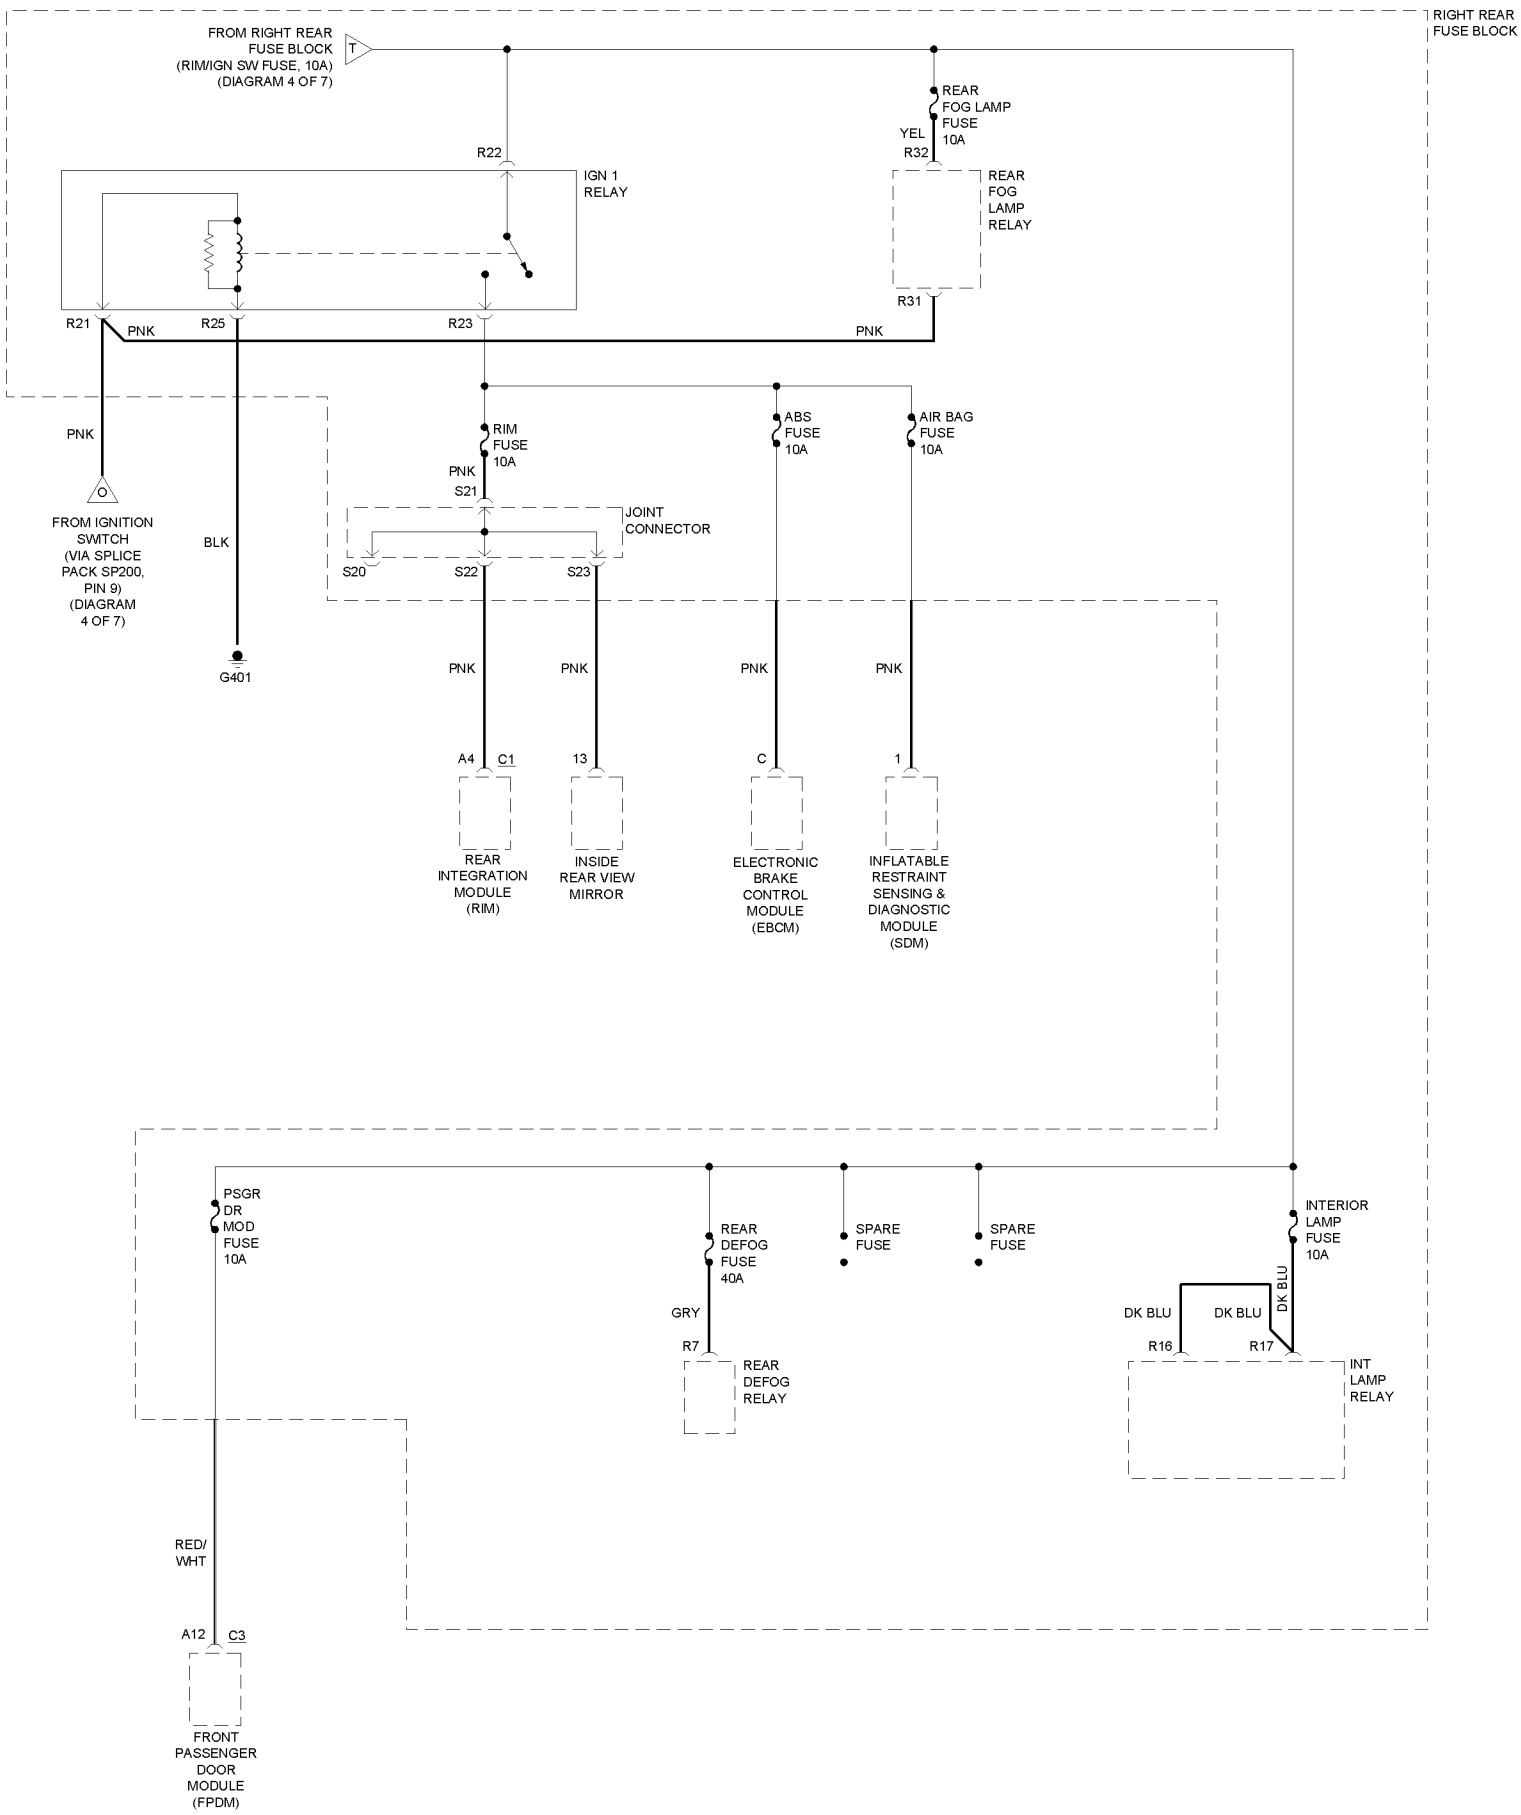 RIGHT REAR
FUSE BLOCK
FROM RIGHT REAR
FUSE BLOCK
(RIM/IGN SW FUSE, 10A)
(DIAGRAM 4 OF 7)
T
REAR
FOG LAMP
FUSE
10A
YEL
R32
R22
IGN 1
RELAY
REAR
FOG
LAMP
RELAY
R31
R21
PNK
R25
R23
PNK
PNK
RIM
FUSE
10A
ABS
FUSE
10A
AIR BAG
FUSE
10A
PNK
S21
O
JOINT
CONNECTOR
FROM IGNITION
SWITCH
(VIA SPLICE
PACK SP200,
PIN 9)
(DIAGRAM
4 OF 7)
BLK
S20
S22
S23
G401
PNK
PNK
PNK
PNK
A4
C1
13
C
1
REAR
INTEGRATION
MODULE
(RIM)
INSIDE
REAR VIEW
MIRROR
ELECTRONIC
BRAKE
CONTROL
MODULE
(EBCM)
INFLATABLE
RESTRAINT
SENSING &
DIAGNOSTIC
MODULE
(SDM)
PSGR
DR
MOD
FUSE
10A
REAR
DEFOG
FUSE
40A
SPARE
FUSE
SPARE
FUSE
INTERIOR
LAMP
FUSE
10A
GRY
R7
DK BLU
DK BLU
DK BLU
R16
R17
REAR
DEFOG
RELAY
INT
LAMP
RELAY
RED/
WHT
A12
C3
FRONT
PASSENGER
DOOR
MODULE
(FPDM)